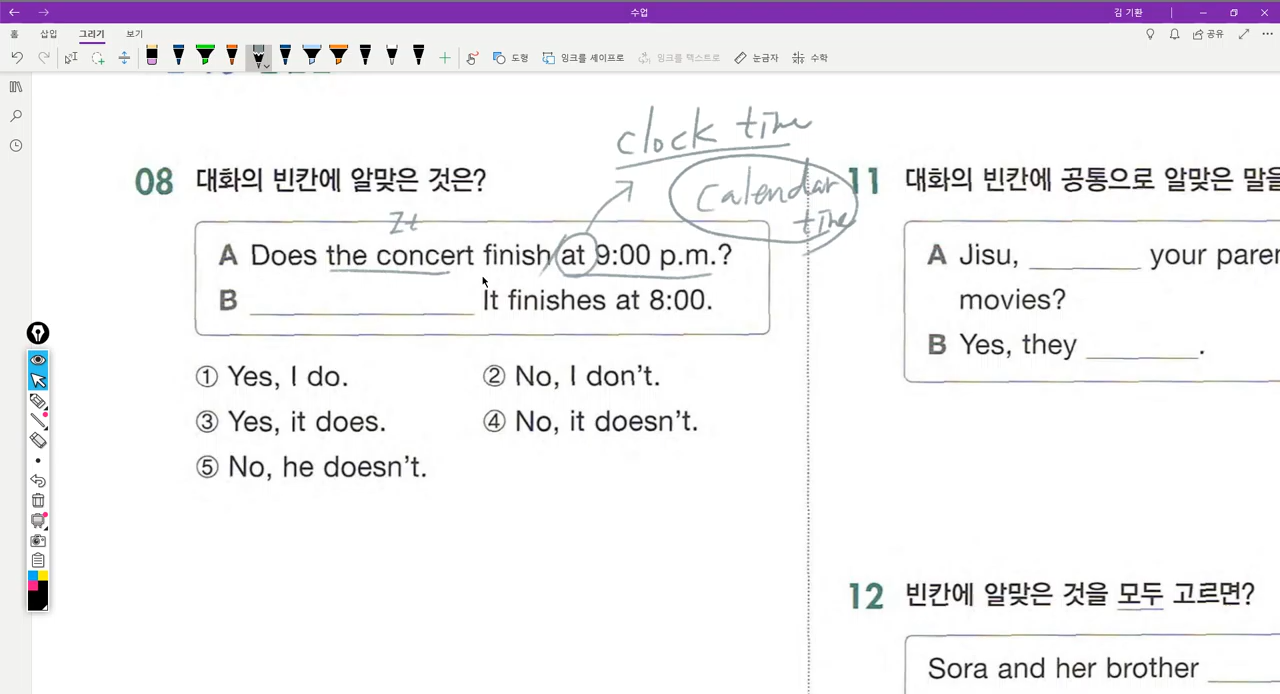 수업
김 기환
홈 삽입 그리기 보기
공유
도형
잉크를 셰이프로
잉크를 텍스트로
눈금자
수학
clock time
calendar
time
08 대화의 빈칸에 알맞은 것은?
It
A Does the concert finish at 9:00 p.m.?
B ____________ It finishes at 8:00.
① Yes, I do.
② No, I don't.
③ Yes, it does.
④ No, it doesn't.
⑤ No, he doesn't.
11 대화의 빈칸에 공통으로 알맞은 말을
A Jisu, ________ your paren
movies?
B Yes, they ________.
12 빈칸에 알맞은 것을 모두 고르면?
Sora and her brother ____